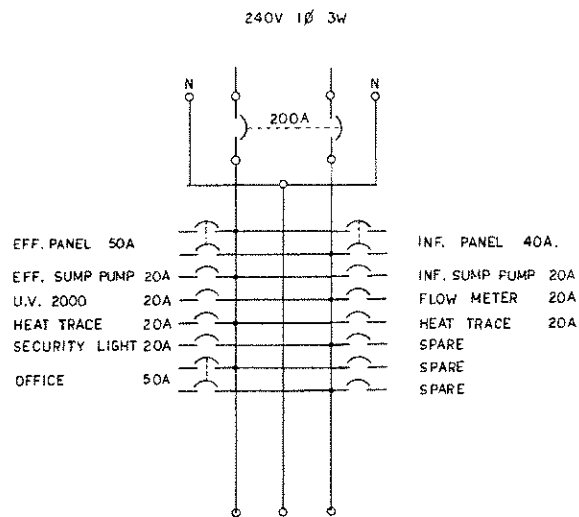 240V 1Ø 3W
N N
200A
EFF. PANEL 50A
INF. PANEL 40A.
EFF. SUMP PUMP 20A
INF. SUMP PUMP 20A
U.V. 2000 20A
FLOW METER 20A
HEAT TRACE 20A
HEAT TRACE 20A
SECURITY LIGHT 20A
SPARE
OFFICE 50A
SPARE
SPARE